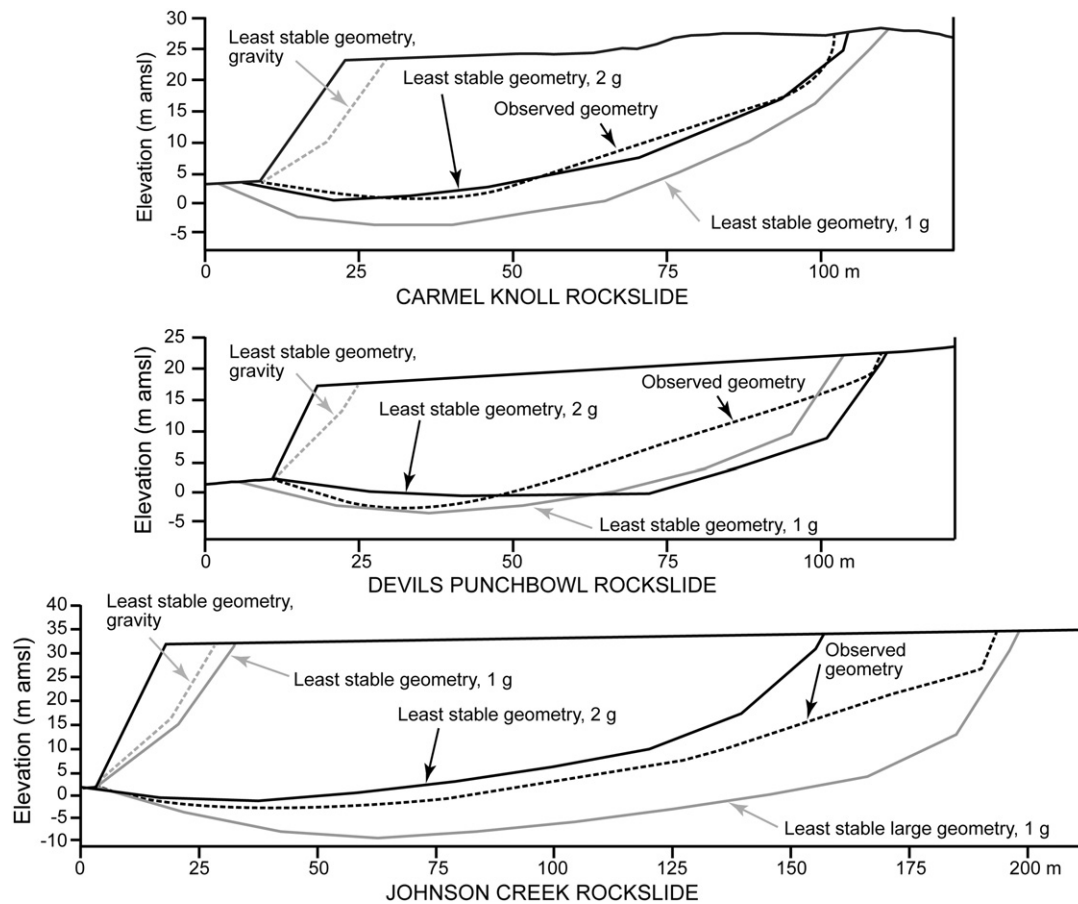 30
25
20
15
10
5
0
-5
Elevation (m amsl)
Least stable geometry,
gravity
Least stable geometry, 2 g
Observed geometry
Least stable geometry, 1 g
0 25 50 75 100 m
CARMEL KNOLL ROCKSLIDE
25
20
15
10
5
0
-5
Elevation (m amsl)
Least stable geometry,
gravity
Least stable geometry, 2 g
Observed geometry
Least stable geometry, 1 g
0 25 50 75 100 m
DEVILS PUNCHBOWL ROCKSLIDE
40
35
30
25
20
15
10
5
0
-5
-10
Elevation (m amsl)
Least stable geometry,
gravity
Least stable geometry, 1 g
Least stable geometry, 2 g
Observed
geometry
Least stable large geometry, 1 g
0 25 50 75 100 125 150 175 200 m
JOHNSON CREEK ROCKSLIDE